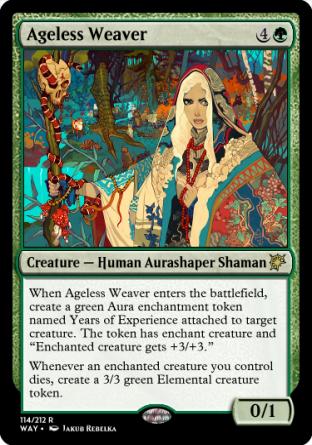 Ageless Weaver 4
Creature — Human Aurashaper Shaman
When Ageless Weaver enters the battlefield,
create a green Aura enchantment token
named Years of Experience attached to target
creature. The token has enchant creature and
“Enchanted creature gets +3/+3.”
Whenever an enchanted creature you control
dies, create a 3/3 green Elemental creature
token.
0/1
114/212 R
WAY • Jakub Rebelka